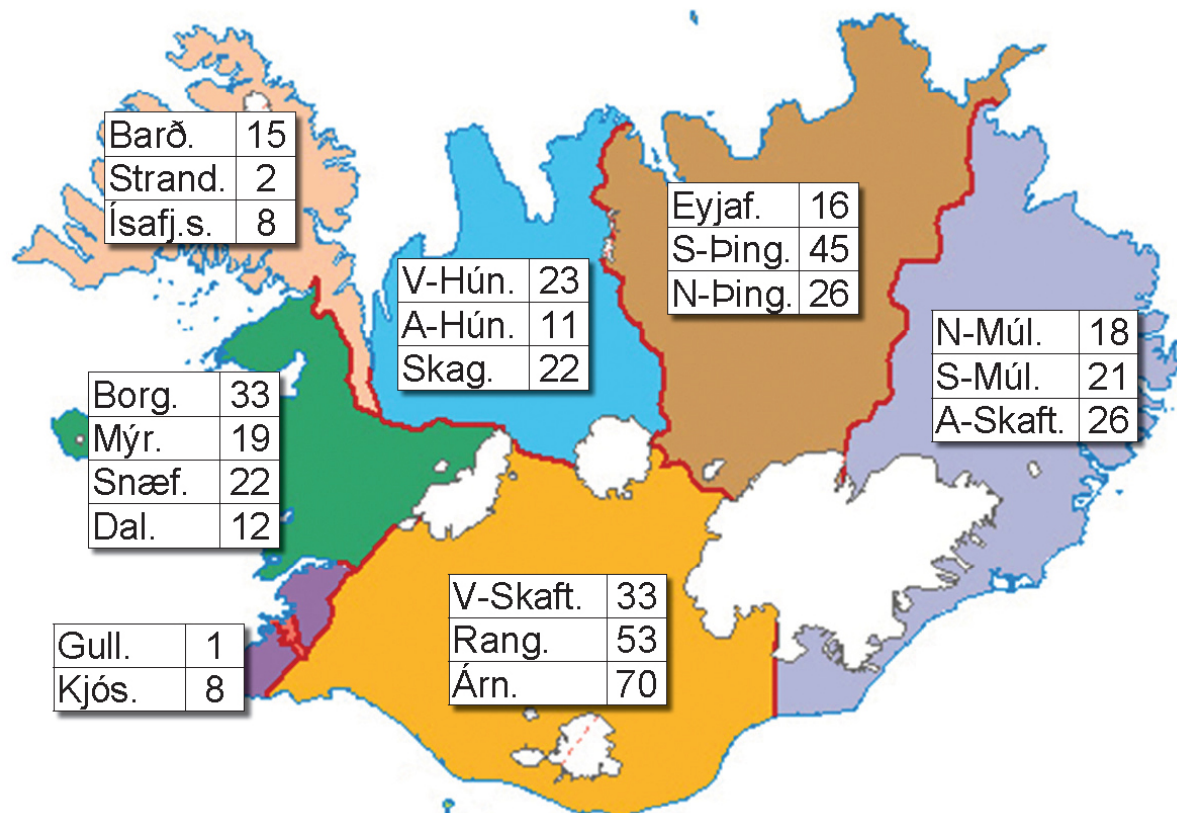 Barð. 15
Strand. 2
Ísafj.s. 8
V-Hún. 23
A-Hún. 11
Skag. 22
Eyjaf. 16
S-Þing. 45
N-Þing. 26
N-Múl. 18
S-Múl. 21
A-Skaft. 26
Borg. 33
Mýr. 19
Snæf. 22
Dal. 12
V-Skaft. 33
Rang. 53
Árn. 70
Gull. 1
Kjós. 8